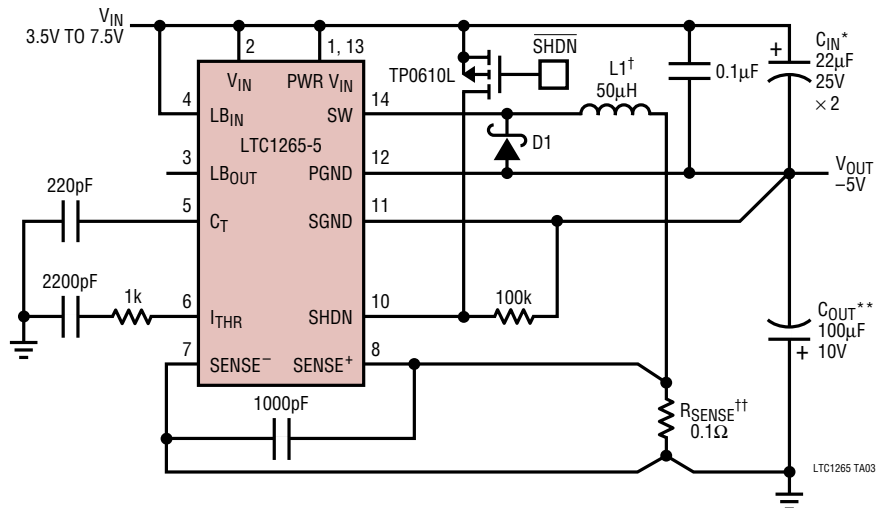 VIN
3.5V TO 7.5V
2
1, 13
VIN
PWR VIN
4
LBIN
SW
14
LTC1265-5
3
LBOUT
PGND
12
5
CT
SGND
11
6
ITHR
SHDN
10
7
SENSE–
SENSE+
8
TP0610L
SHDN
L1†
50µH
D1
0.1µF
+
CIN*
22µF
25V
× 2
VOUT
–5V
220pF
2200pF
1k
100k
1000pF
RSENSE††
0.1Ω
COUT**
100µF
+
10V
LTC1265 TA03